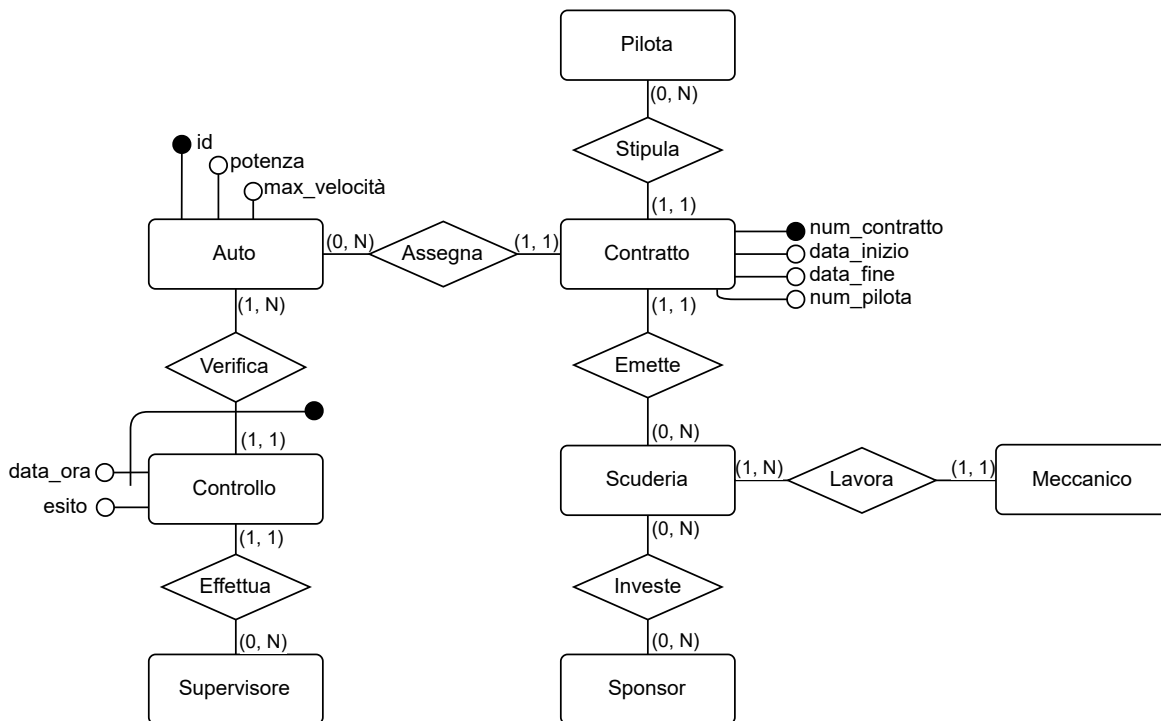 Pilota
(0, N)
id
potenza
Stipula
max_velocità
(1, 1)
num_contratto
Auto
(0, N)
Assegna
(1, 1)
Contratto
data_inizio
data_fine
num_pilota
(1, N)
(1, 1)
Verifica
Emette
(1, 1)
(0, N)
data_ora
Controllo
Scuderia
(1, N)
Lavora
(1, 1)
Meccanico
esito
(1, 1)
(0, N)
Effettua
Investe
(0, N)
(0, N)
Supervisore
Sponsor